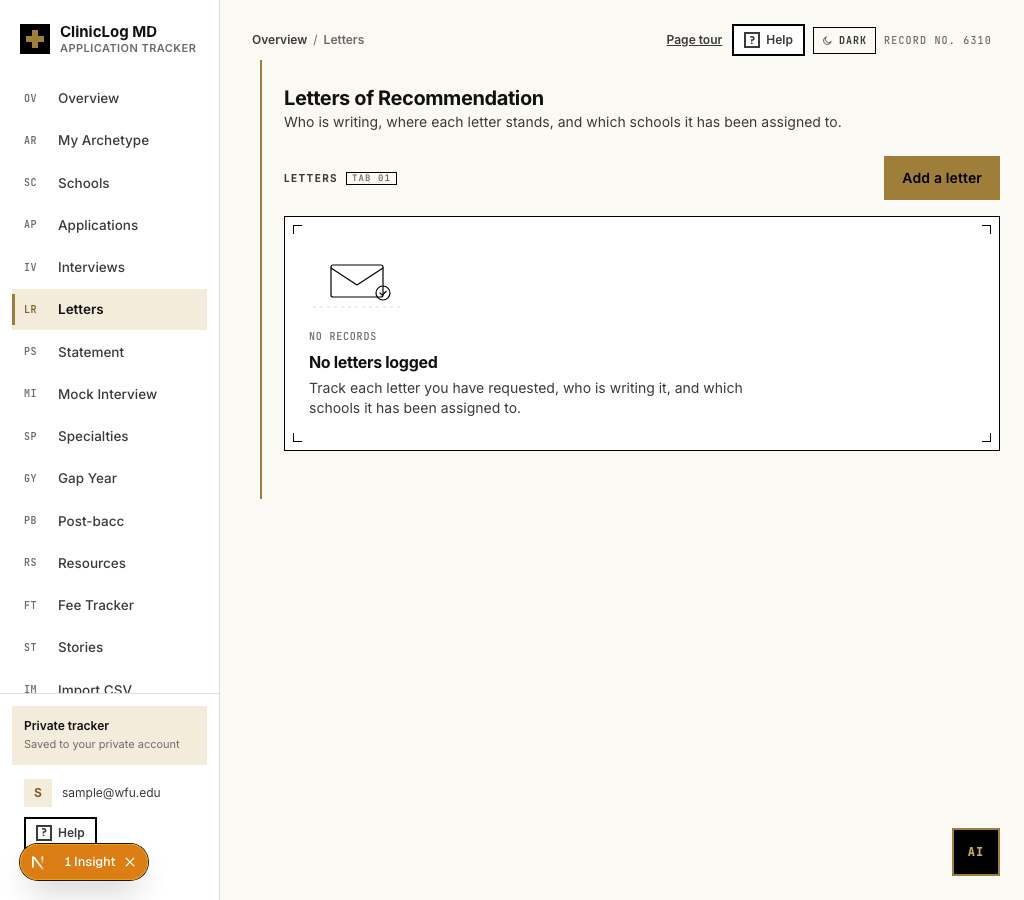 ClinicLog MD
APPLICATION TRACKER
OV Overview
AR My Archetype
SC Schools
AP Applications
IV Interviews
LR Letters
PS Statement
MI Mock Interview
SP Specialties
GY Gap Year
PB Post-bacc
RS Resources
FT Fee Tracker
ST Stories
IM Import CSV
Private tracker
Saved to your private account
S sample@wfu.edu
? Help
N 1 Insight
Overview / Letters
Page tour
? Help
DARK
RECORD NO. 6310
Letters of Recommendation
Who is writing, where each letter stands, and which schools it has been assigned to.
LETTERS TAB 01
Add a letter
NO RECORDS
No letters logged
Track each letter you have requested, who is writing it, and which
schools it has been assigned to.
AI